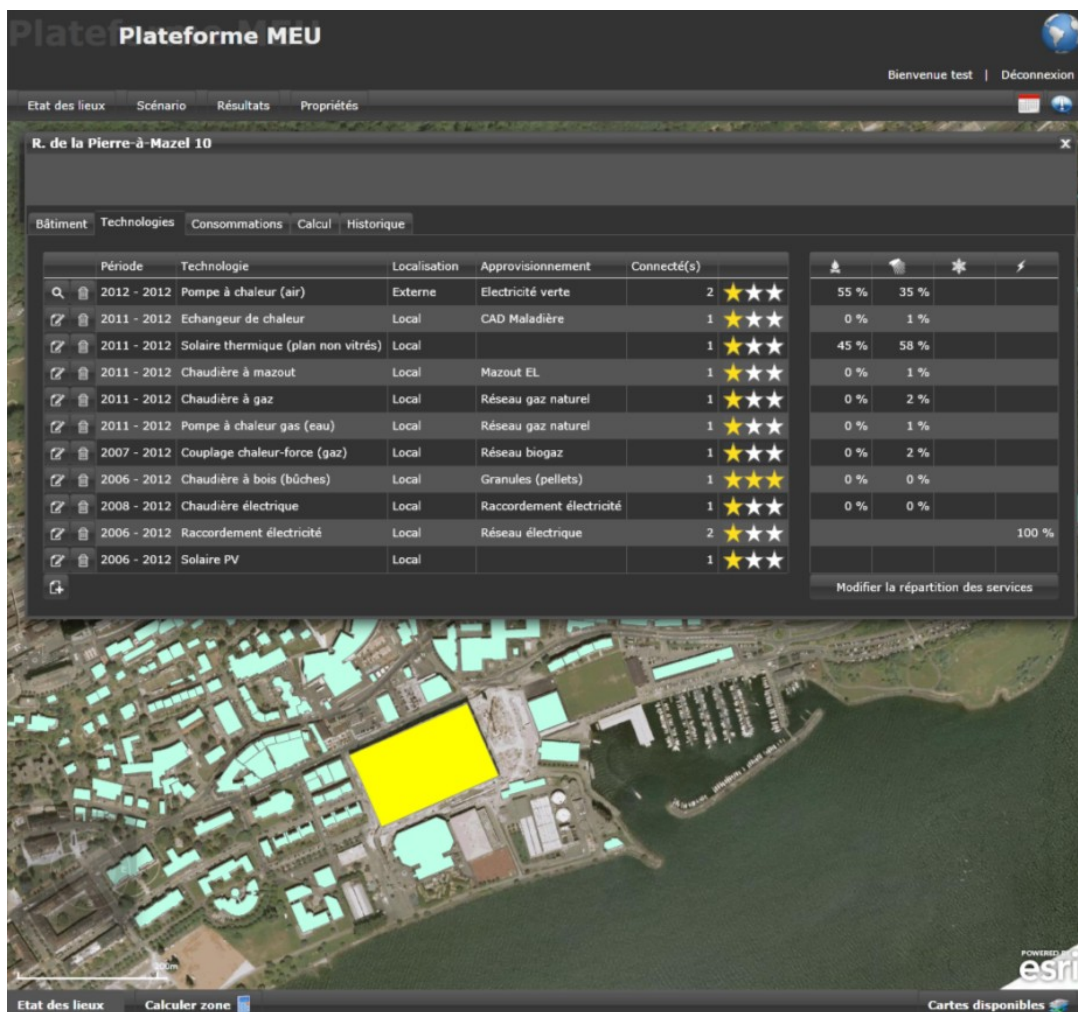 Plateforme MEU
Plateforme MEU
Bienvenue test | Déconnexion
Etat des lieux Scénario Résultats Propriétés
R. de la Pierre-à-Mazel 10 x
Bâtiment Technologies Consommations Calcul Historique
Période Technologie Localisation Approvisionnement Connecté(s)
2012 - 2012 Pompe à chaleur (air) Externe Electricité verte 2 55 % 35 %
2011 - 2012 Echangeur de chaleur Local CAD Maladière 1 0 % 1 %
2011 - 2012 Solaire thermique (plan non vitrés) Local 1 45 % 58 %
2011 - 2012 Chaudière à mazout Local Mazout EL 1 0 % 1 %
2011 - 2012 Chaudière à gaz Local Réseau gaz naturel 1 0 % 2 %
2011 - 2012 Pompe à chaleur gas (eau) Local Réseau gaz naturel 1 0 % 1 %
2007 - 2012 Couplage chaleur-force (gaz) Local Réseau biogaz 1 0 % 2 %
2006 - 2012 Chaudière à bois (bûches) Local Granules (pellets) 1 0 % 0 %
2008 - 2012 Chaudière électrique Local Raccordement électricité 1 0 % 0 %
2006 - 2012 Raccordement électricité Local Réseau électrique 2 100 %
2006 - 2012 Solaire PV Local 1
Modifier la répartition des services
200m
POWERED BY
esri
Etat des lieux Calculer zone Cartes disponibles